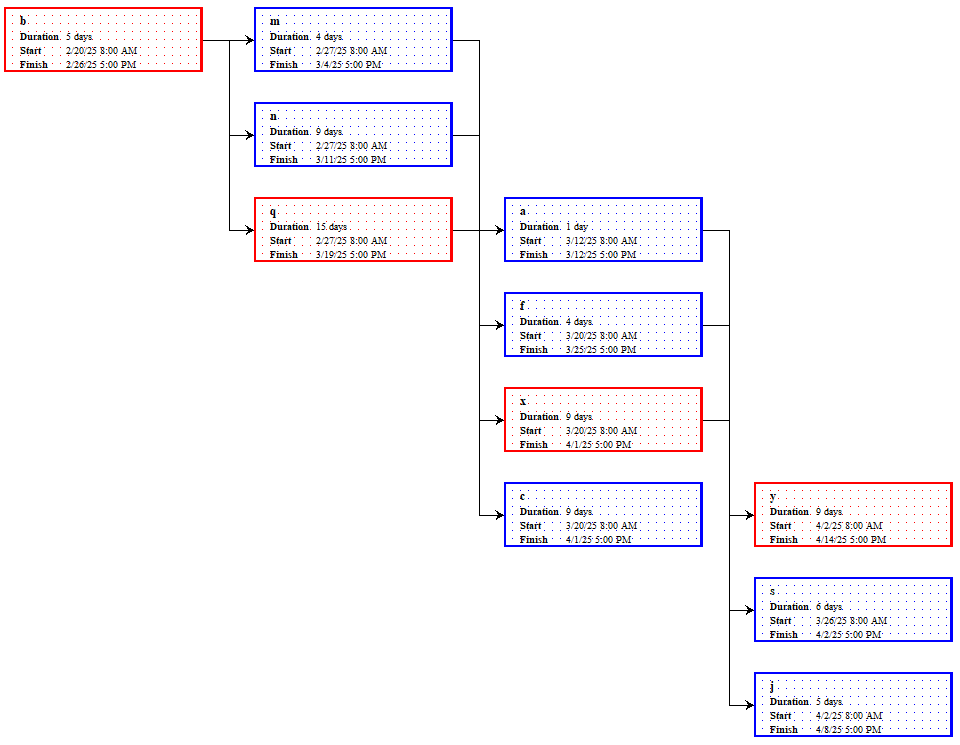 b
Duration 5 days
Start 2/20/25 8:00 AM
Finish 2/26/25 5:00 PM
m
Duration 4 days
Start 2/27/25 8:00 AM
Finish 3/4/25 5:00 PM
n
Duration 9 days
Start 2/27/25 8:00 AM
Finish 3/11/25 5:00 PM
q
Duration 15 days
Start 2/27/25 8:00 AM
Finish 3/19/25 5:00 PM
a
Duration 1 day
Start 3/12/25 8:00 AM
Finish 3/12/25 5:00 PM
f
Duration 4 days
Start 3/20/25 8:00 AM
Finish 3/25/25 5:00 PM
x
Duration 9 days
Start 3/20/25 8:00 AM
Finish 4/1/25 5:00 PM
c
Duration 9 days
Start 3/20/25 8:00 AM
Finish 4/1/25 5:00 PM
y
Duration 9 days
Start 4/2/25 8:00 AM
Finish 4/14/25 5:00 PM
s
Duration 6 days
Start 3/26/25 8:00 AM
Finish 4/2/25 5:00 PM
j
Duration 5 days
Start 4/2/25 8:00 AM
Finish 4/8/25 5:00 PM